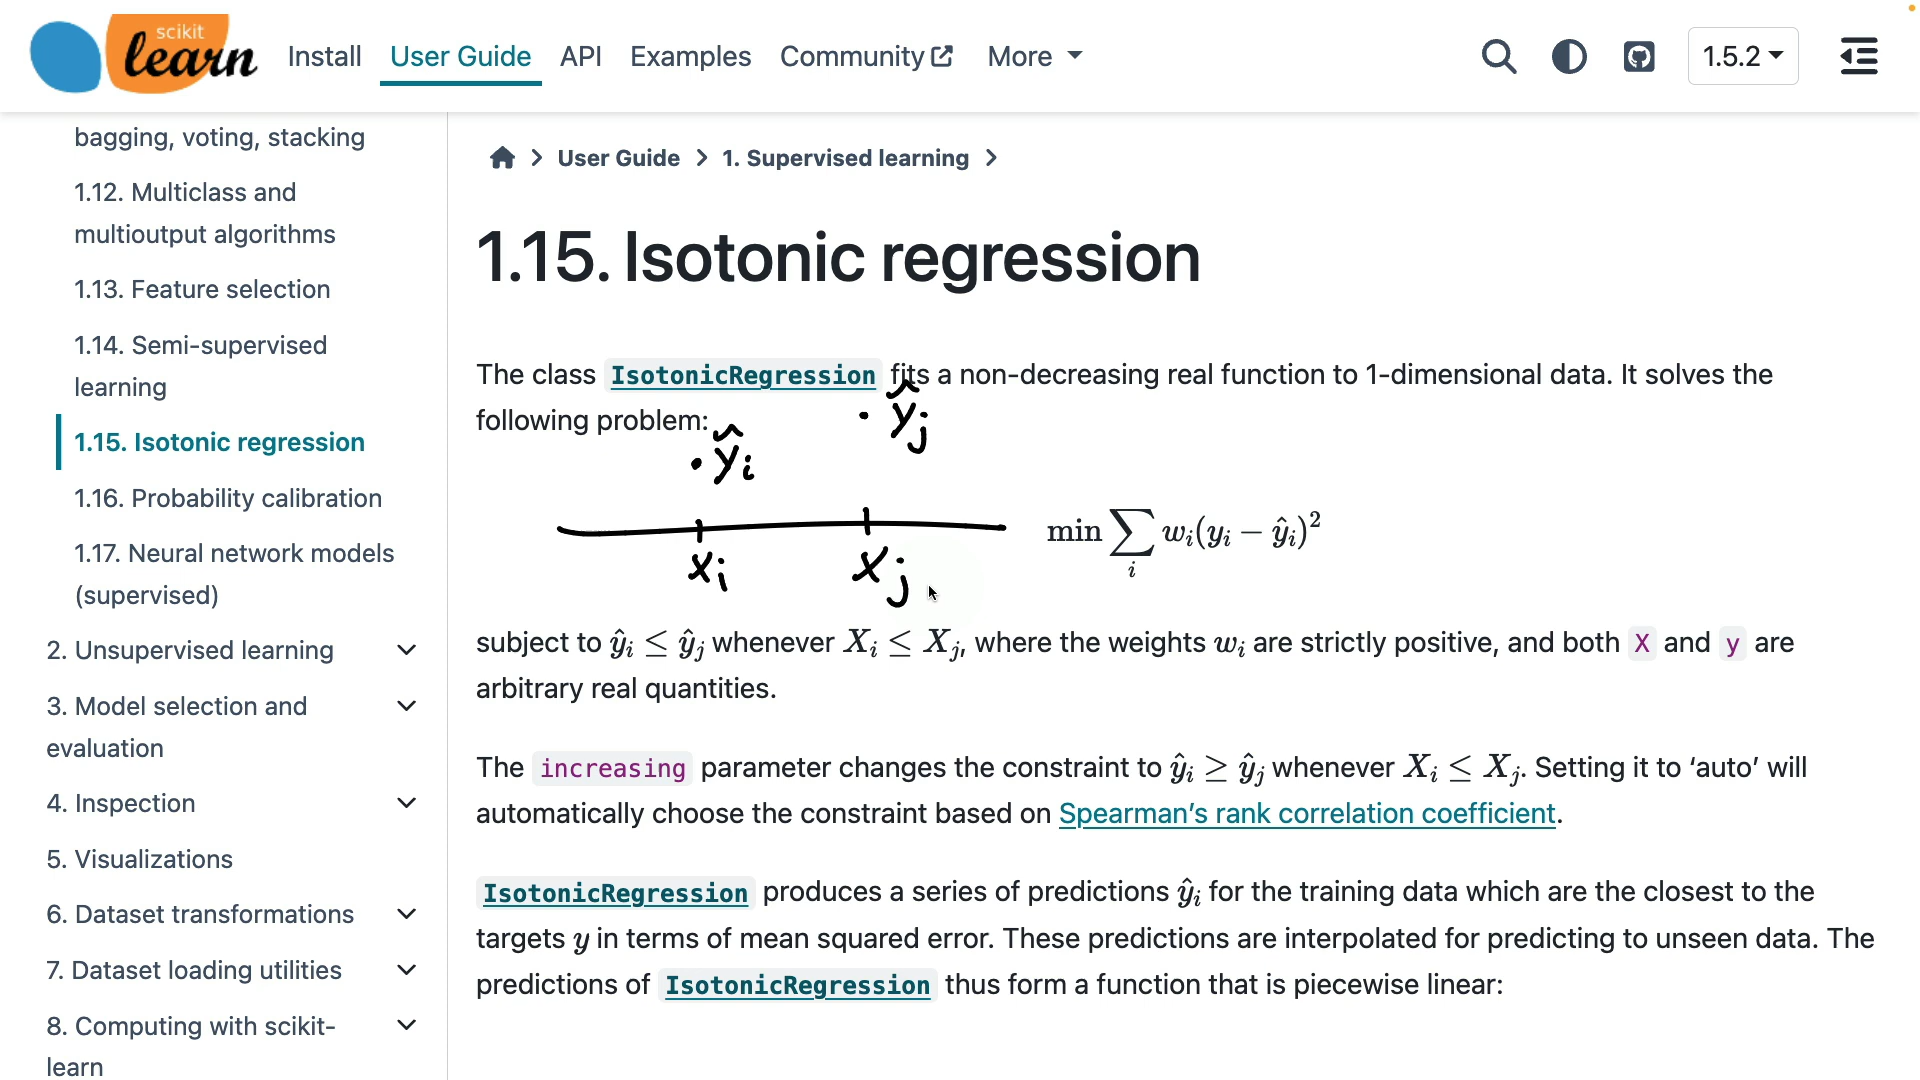 scikit
learn
Install User Guide API Examples Community More 1.5.2
bagging, voting, stacking
1.12. Multiclass and
multioutput algorithms
1.13. Feature selection
1.14. Semi-supervised
learning
1.15. Isotonic regression
1.16. Probability calibration
1.17. Neural network models
(supervised)
2. Unsupervised learning
3. Model selection and
evaluation
4. Inspection
5. Visualizations
6. Dataset transformations
7. Dataset loading utilities
8. Computing with scikit-
learn
User Guide > 1. Supervised learning >
1.15. Isotonic regression
The class IsotonicRegression fits a non-decreasing real function to 1-dimensional data. It solves the
following problem:
ŷj
ŷi
xi xj
min ∑i wi(yi − ŷi)²
subject to ŷi ≤ ŷj whenever Xi ≤ Xj, where the weights wi are strictly positive, and both X and y are
arbitrary real quantities.
The increasing parameter changes the constraint to ŷi ≥ ŷj whenever Xi ≤ Xj. Setting it to ‘auto’ will
automatically choose the constraint based on Spearman’s rank correlation coefficient.
IsotonicRegression produces a series of predictions ŷi for the training data which are the closest to the
targets y in terms of mean squared error. These predictions are interpolated for predicting to unseen data. The
predictions of IsotonicRegression thus form a function that is piecewise linear: